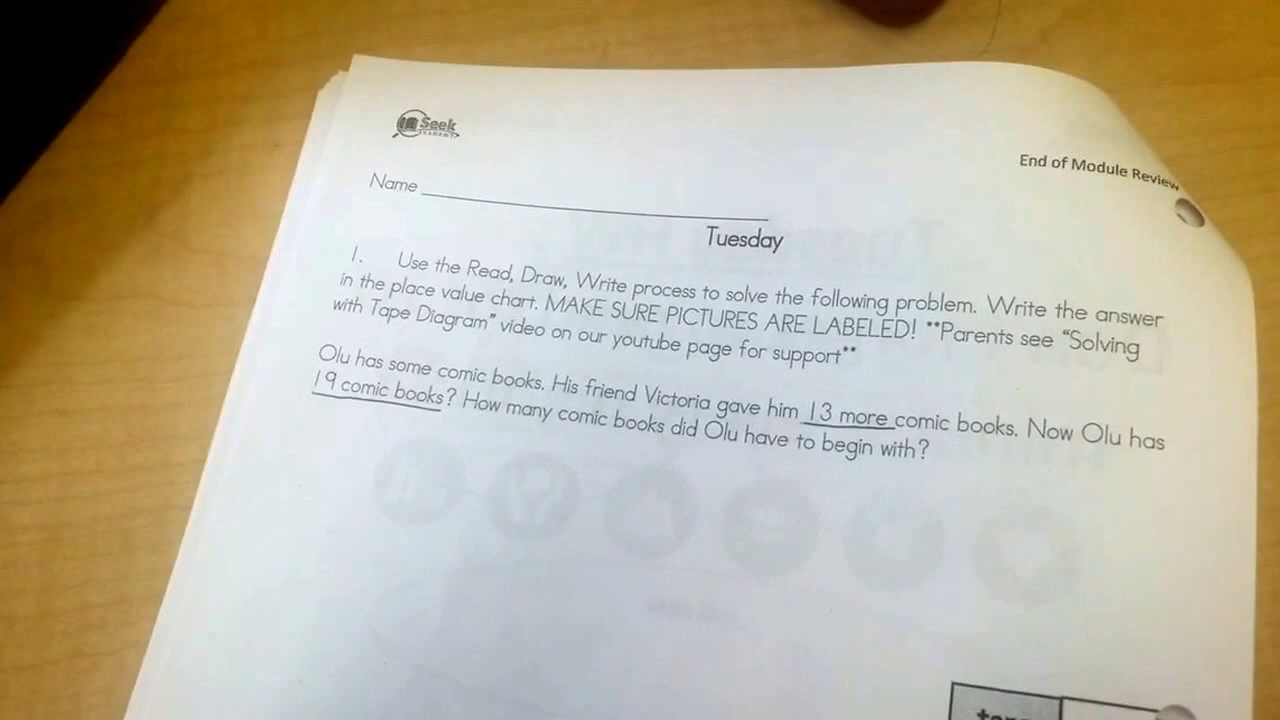 Seek
End of Module Review
Name
Tuesday
1. Use the Read, Draw, Write process to solve the following problem. Write the answer
in the place value chart. MAKE SURE PICTURES ARE LABELED! **Parents see "Solving
with Tape Diagram" video on our youtube page for support**
Olu has some comic books. His friend Victoria gave him 13 more comic books. Now Olu has
19 comic books? How many comic books did Olu have to begin with?